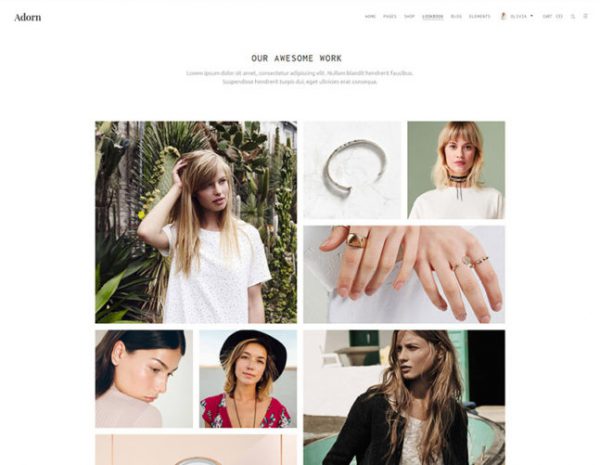 Adorn
HOME PAGES SHOP LOOKBOOK BLOG ELEMENTS OLIVIA CART
OUR AWESOME WORK
Lorem ipsum dolor sit amet, consectetur adipiscing elit. Nullam blandit hendrerit faucibus.
Suspendisse hendrerit turpis dui, eget ultricies erat consequa.